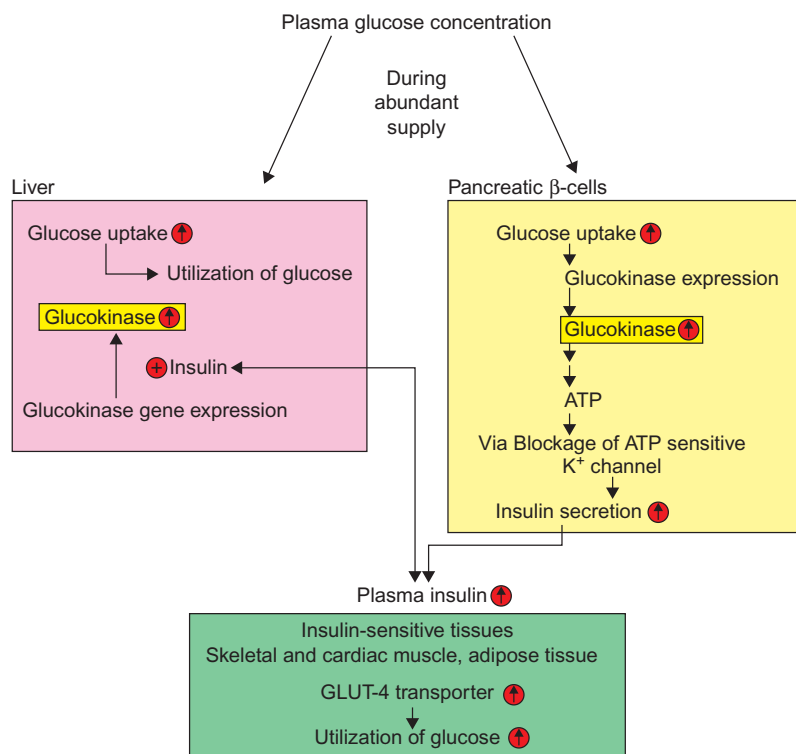 Plasma glucose concentration
During
abundant
supply
Liver
Glucose uptake ↑
Utilization of glucose
Glucokinase ↑
+ Insulin
Glucokinase gene expression
Pancreatic β-cells
Glucose uptake ↑
Glucokinase expression
Glucokinase ↑
ATP
Via Blockage of ATP sensitive
K⁺ channel
Insulin secretion ↑
Plasma insulin ↑
Insulin-sensitive tissues
Skeletal and cardiac muscle, adipose tissue
GLUT-4 transporter ↑
Utilization of glucose ↑